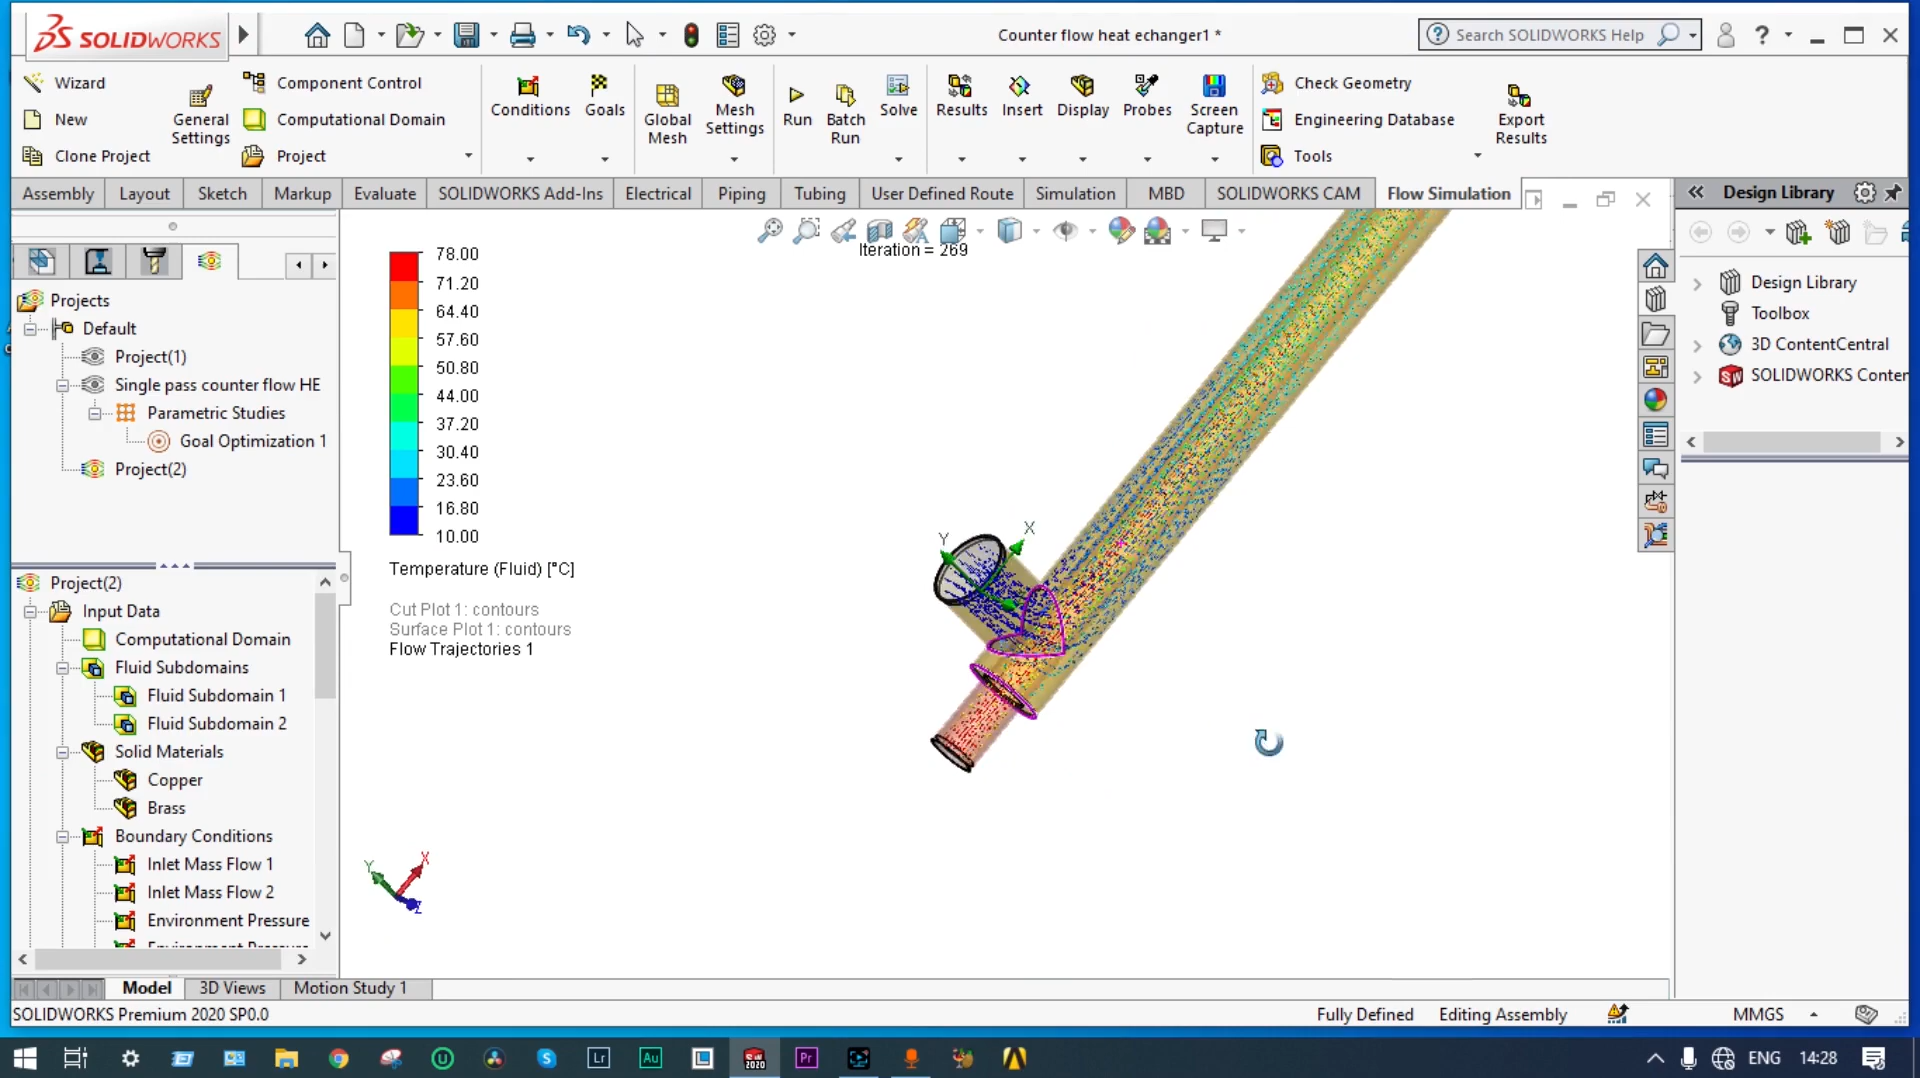 SOLIDWORKS
Counter flow heat echanger1 *
Search SOLIDWORKS Help
?
Wizard
New
Clone Project
General Settings
Component Control
Computational Domain
Project
Conditions
Goals
Global Mesh
Mesh Settings
Run
Batch Run
Solve
Results
Insert
Display
Probes
Screen Capture
Check Geometry
Engineering Database
Tools
Export Results
Assembly
Layout
Sketch
Markup
Evaluate
SOLIDWORKS Add-Ins
Electrical
Piping
Tubing
User Defined Route
Simulation
MBD
SOLIDWORKS CAM
Flow Simulation
Design Library
Projects
Default
Project(1)
Single pass counter flow HE
Parametric Studies
Goal Optimization 1
Project(2)
Project(2)
Input Data
Computational Domain
Fluid Subdomains
Fluid Subdomain 1
Fluid Subdomain 2
Solid Materials
Copper
Brass
Boundary Conditions
Inlet Mass Flow 1
Inlet Mass Flow 2
Environment Pressure
Iteration = 269
78.00
71.20
64.40
57.60
50.80
44.00
37.20
30.40
23.60
16.80
10.00
Temperature (Fluid) [°C]
Cut Plot 1: contours
Surface Plot 1: contours
Flow Trajectories 1
Y
X
Y
X
Z
Design Library
Toolbox
3D ContentCentral
SOLIDWORKS Conter
Model
3D Views
Motion Study 1
SOLIDWORKS Premium 2020 SP0.0
Fully Defined
Editing Assembly
MMGS
Lr
Au
SW 2020
Pr
ENG
14:28